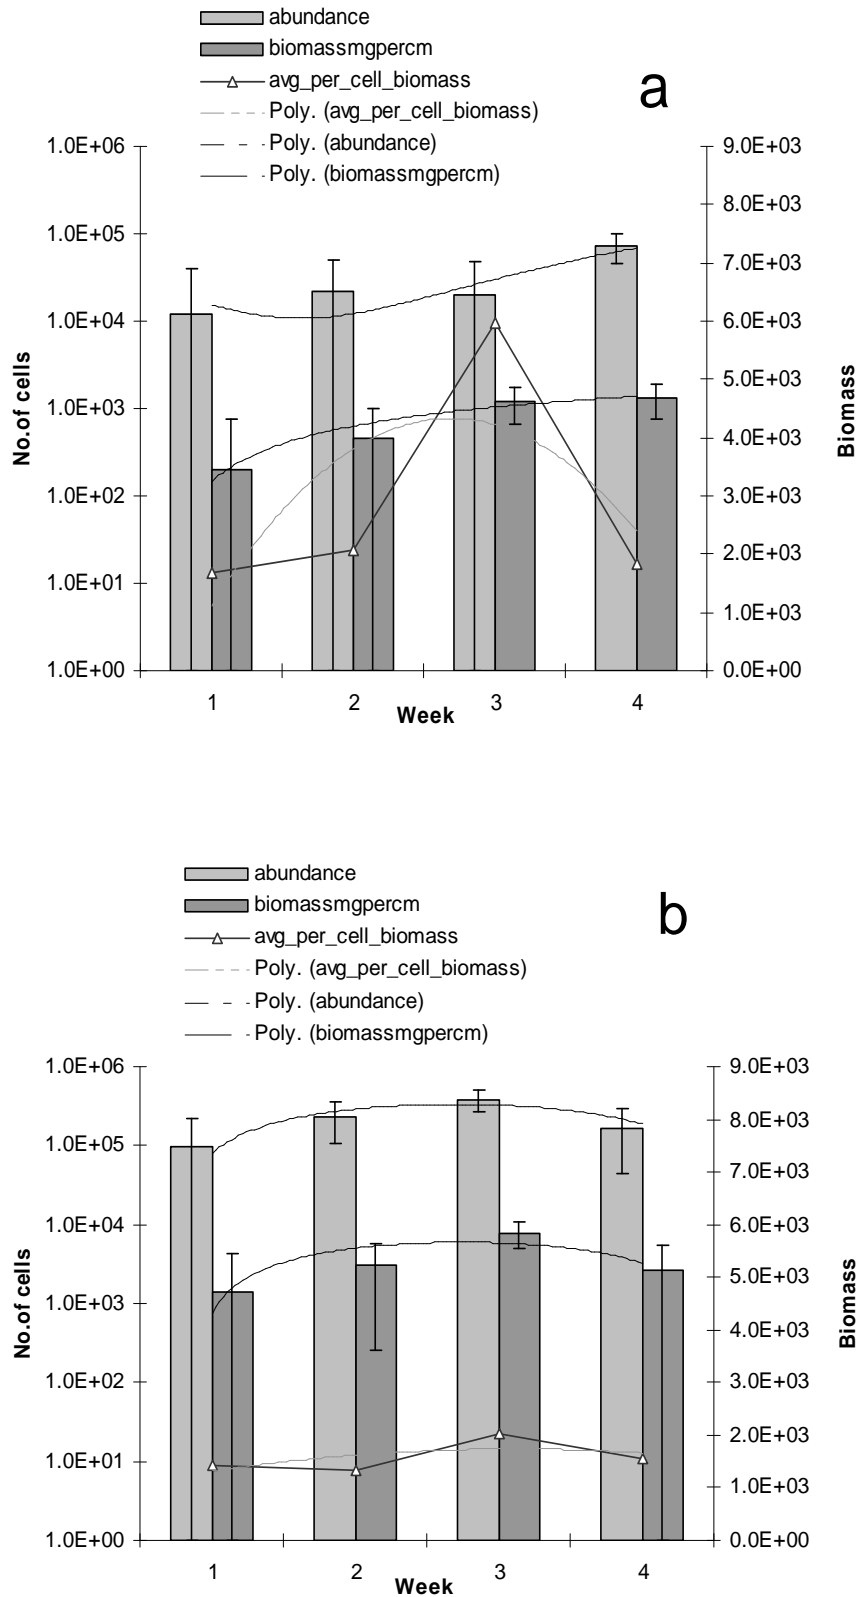 abundance
biomassmgpercm
avg_per_cell_biomass
Poly. (avg_per_cell_biomass)
Poly. (abundance)
Poly. (biomassmgpercm)
a
1.0E+06
1.0E+05
1.0E+04
1.0E+03
1.0E+02
1.0E+01
1.0E+00
No.of cells
9.0E+03
8.0E+03
7.0E+03
6.0E+03
5.0E+03
4.0E+03
3.0E+03
2.0E+03
1.0E+03
0.0E+00
Biomass
1 2 3 4
Week
abundance
biomassmgpercm
avg_per_cell_biomass
Poly. (avg_per_cell_biomass)
Poly. (abundance)
Poly. (biomassmgpercm)
b
1.0E+06
1.0E+05
1.0E+04
1.0E+03
1.0E+02
1.0E+01
1.0E+00
No.of cells
9.0E+03
8.0E+03
7.0E+03
6.0E+03
5.0E+03
4.0E+03
3.0E+03
2.0E+03
1.0E+03
0.0E+00
Biomass
1 2 3 4
Week